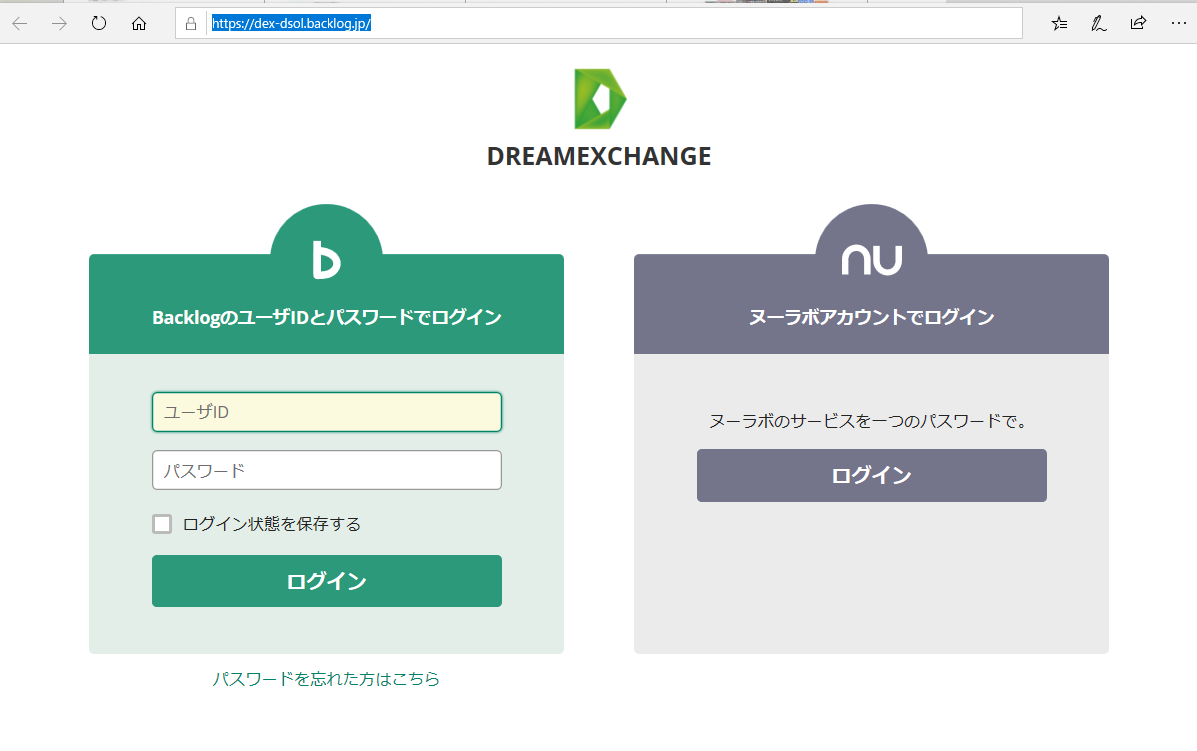 https://dex-dsol.backlog.jp/
DREAMEXCHANGE
b
BacklogのユーザIDとパスワードでログイン
ユーザID
パスワード
ログイン状態を保存する
ログイン
パスワードを忘れた方はこちら
nu
ヌーラボアカウントでログイン
ヌーラボのサービスを一つのパスワードで。
ログイン